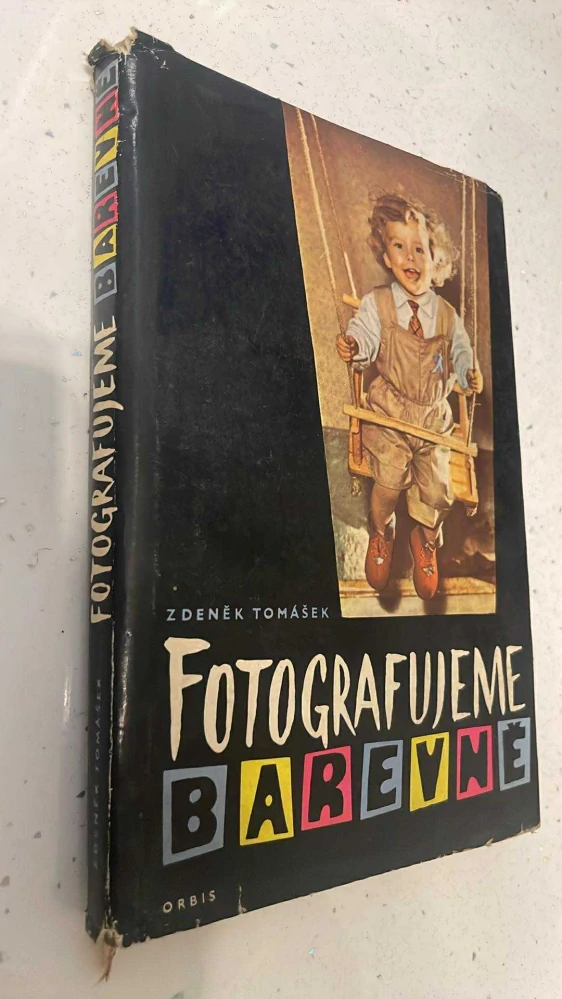 ZDENĚK TOMÁŠEK
FOTOGRAFUJEME
BAREVNĚ
ORBIS
ZDENĚK TOMÁŠEK FOTOGRAFUJEME BAREVNĚ